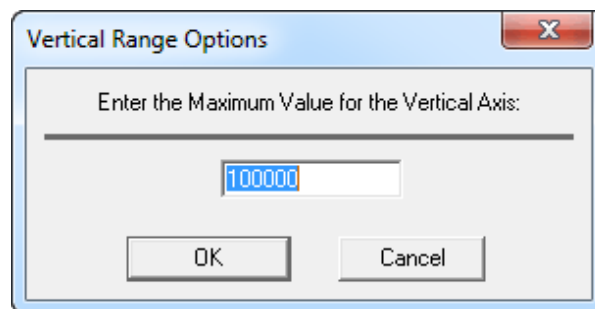 Vertical Range Options
Enter the Maximum Value for the Vertical Axis:
100000
OK Cancel